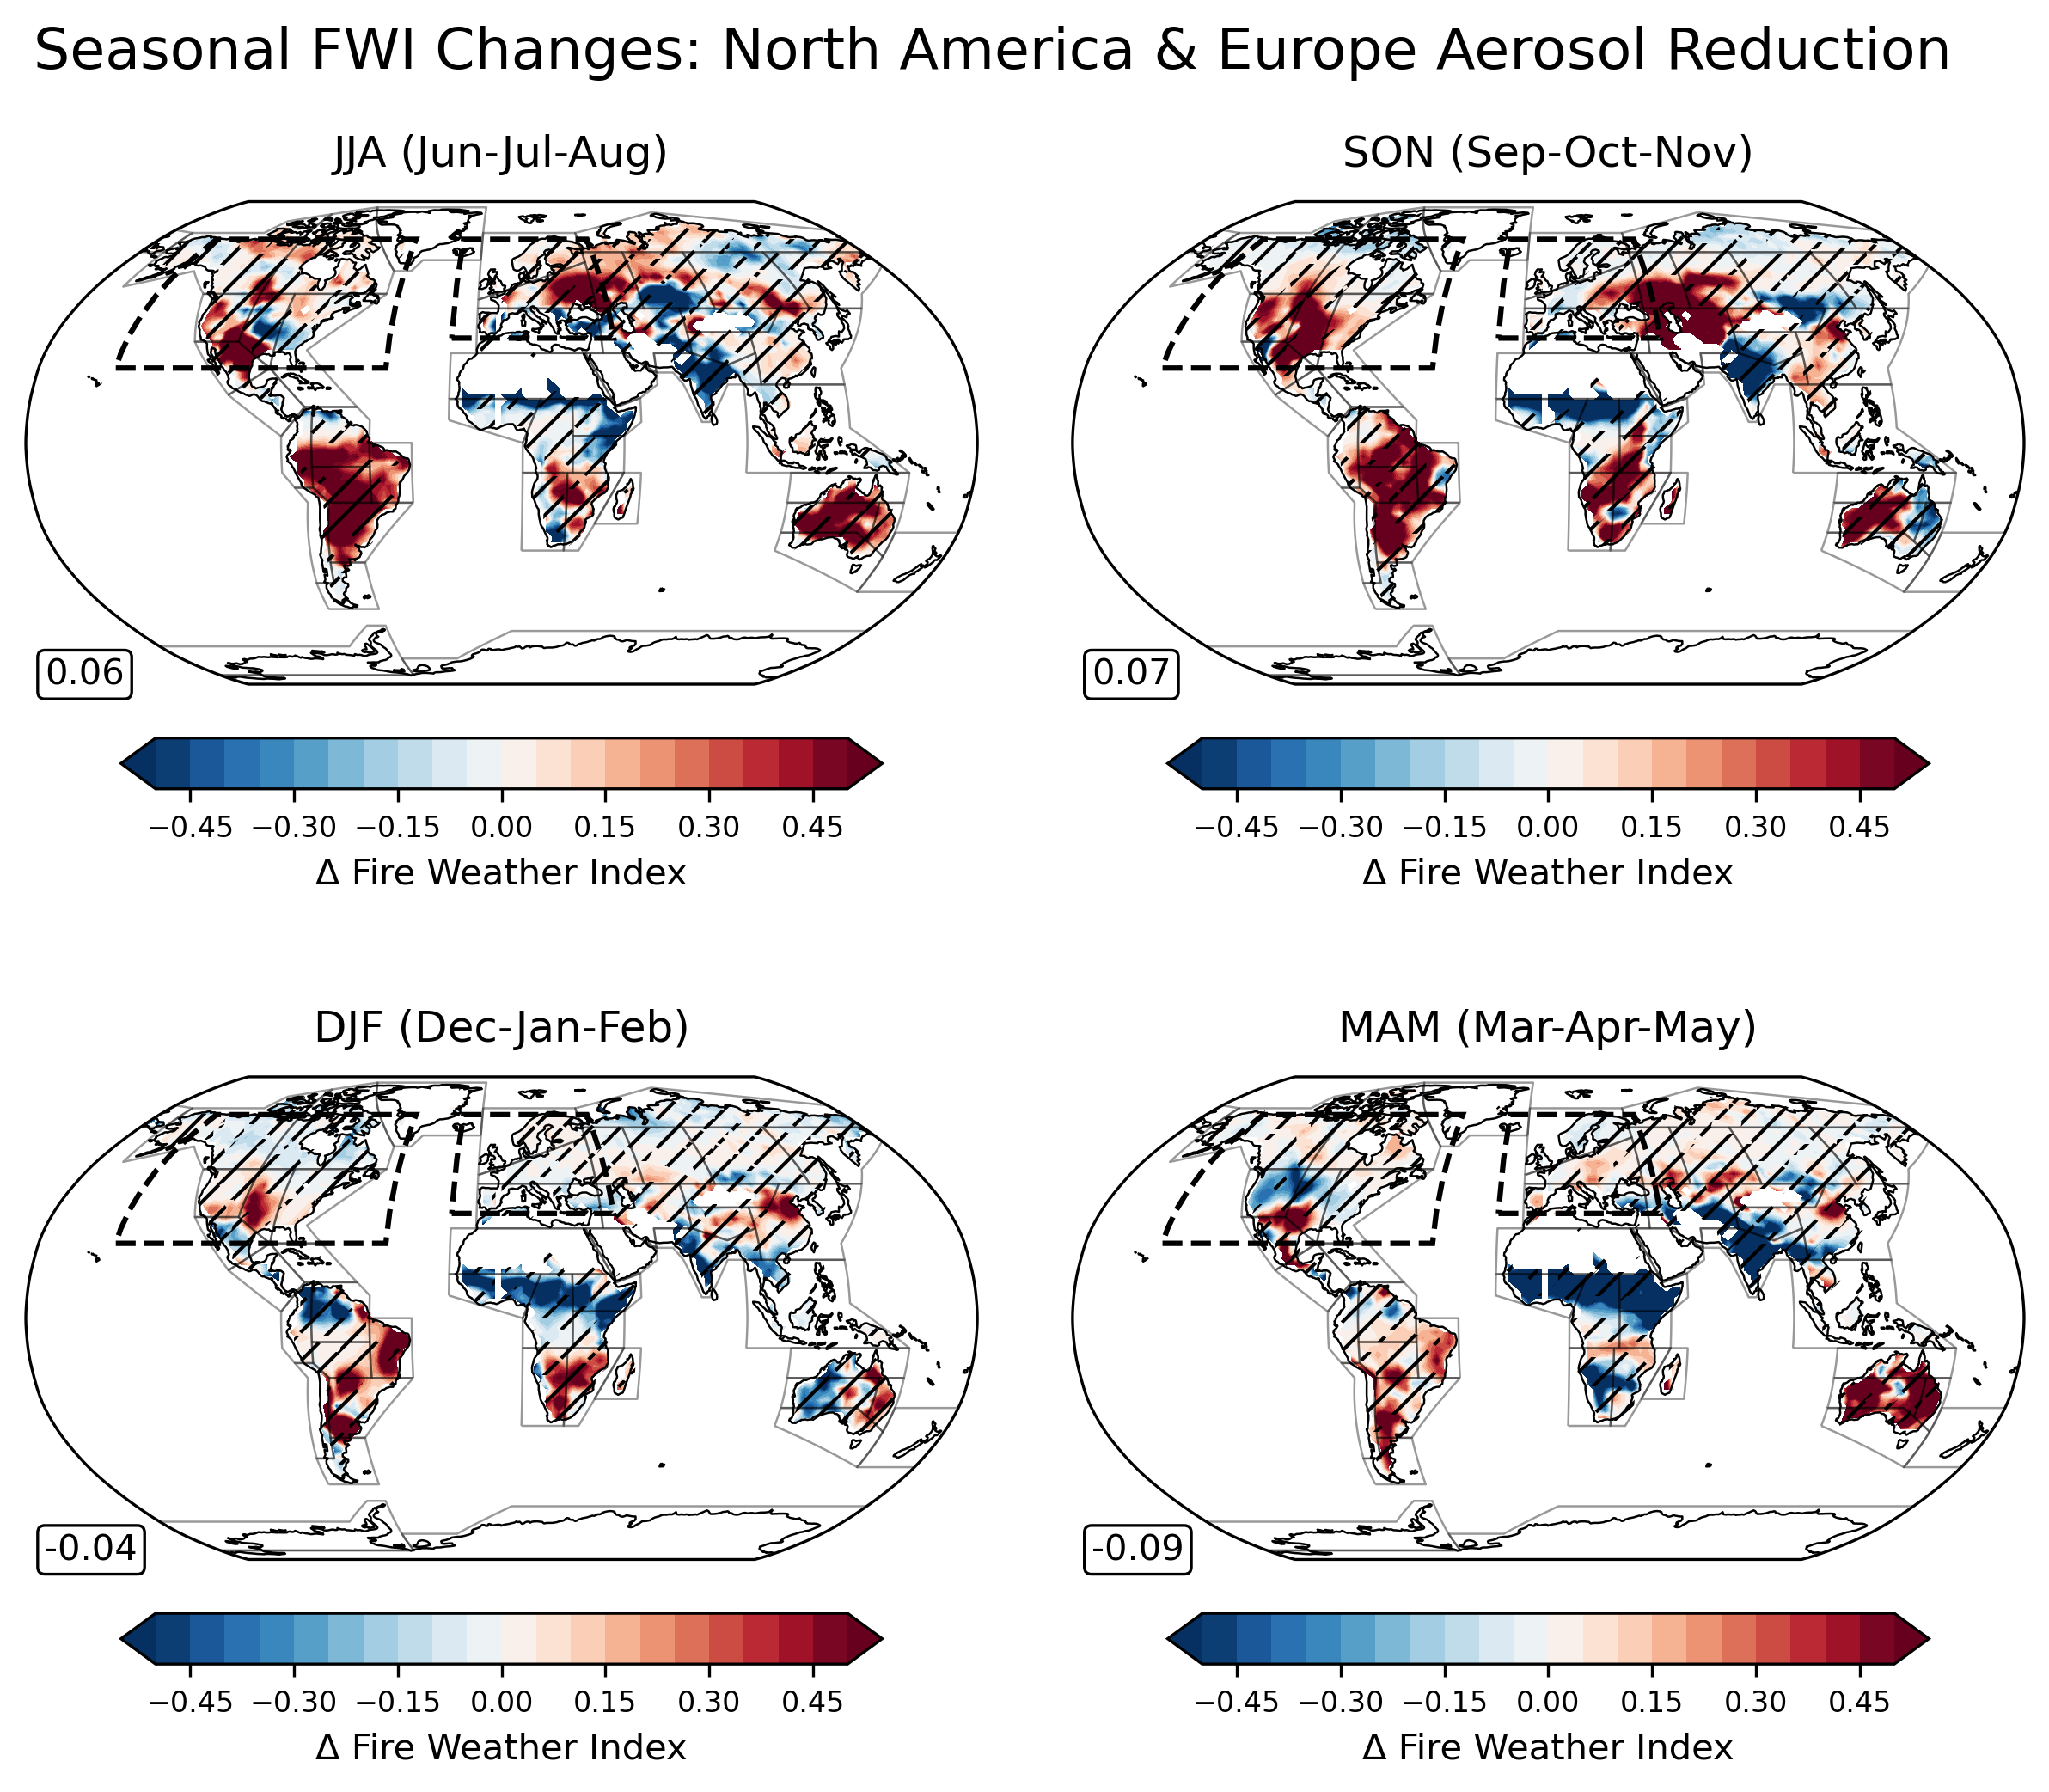 Seasonal FWI Changes: North America & Europe Aerosol Reduction
JJA (Jun-Jul-Aug)
0.06
−0.45 −0.30 −0.15 0.00 0.15 0.30 0.45
Δ Fire Weather Index
SON (Sep-Oct-Nov)
0.07
−0.45 −0.30 −0.15 0.00 0.15 0.30 0.45
Δ Fire Weather Index
DJF (Dec-Jan-Feb)
-0.04
−0.45 −0.30 −0.15 0.00 0.15 0.30 0.45
Δ Fire Weather Index
MAM (Mar-Apr-May)
-0.09
−0.45 −0.30 −0.15 0.00 0.15 0.30 0.45
Δ Fire Weather Index